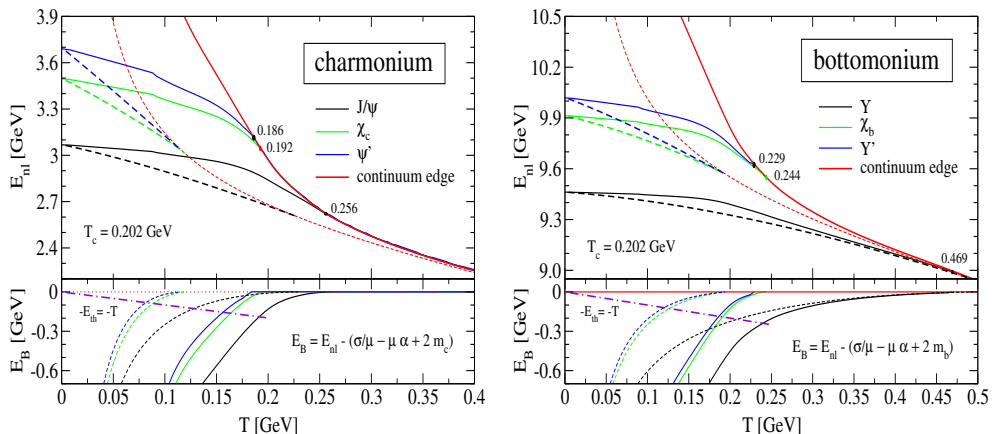 3.9
3.6
3.3
3
2.7
2.4
E_nl [GeV]
charmonium
J/ψ
χ_c
ψ'
continuum edge
0.186
0.192
0.256
T_c = 0.202 GeV
0
-0.3
-0.6
E_B [GeV]
-E_th=-T
E_B = E_nl - (σ/μ − μ α + 2 m_c)
0 0.05 0.1 0.15 0.2 0.25 0.3 0.35 0.4
T [GeV]
10.5
10.2
9.9
9.6
9.3
9.0
E_nl [GeV]
bottomonium
Υ
χ_b
Υ'
continuum edge
0.229
0.244
0.469
T_c = 0.202 GeV
0
-0.3
-0.6
E_B [GeV]
-E_th=-T
E_B = E_nl - (σ/μ − μ α + 2 m_b)
0 0.05 0.1 0.15 0.2 0.25 0.3 0.35 0.4 0.45 0.5
T [GeV]